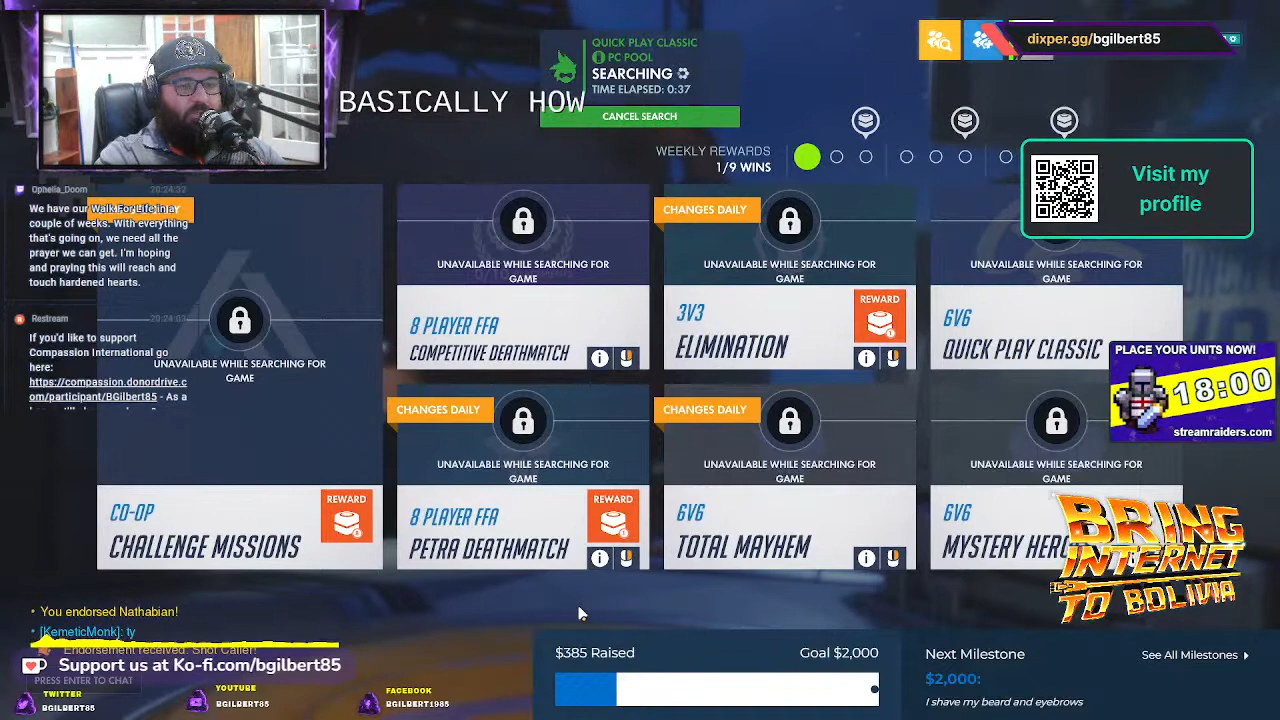 QUICK PLAY CLASSIC
PC POOL
SEARCHING
TIME ELAPSED: 0:37
CANCEL SEARCH
BASICALLY HOW
dixper.gg/bgilbert85
WEEKLY REWARDS
1/9 WINS
Visit my
profile
Ophelia_Doom 20:24:32
We have our Walk For Life in a
couple of weeks. With everything
that's going on, we need all the
prayer we can get. I'm hoping
and praying this will reach and
touch hardened hearts.
Restream
If you'd like to support
Compassion International go
here:
https://compassion.donordrive.c
om/participant/BGilbert85 - As a
UNAVAILABLE WHILE SEARCHING FOR
GAME
CO-OP
CHALLENGE MISSIONS
REWARD
UNAVAILABLE WHILE SEARCHING FOR
GAME
8 PLAYER FFA
COMPETITIVE DEATHMATCH
CHANGES DAILY
UNAVAILABLE WHILE SEARCHING FOR
GAME
3V3
ELIMINATION
REWARD
UNAVAILABLE WHILE SEARCHING FOR
GAME
6V6
QUICK PLAY CLASSIC
PLACE YOUR UNITS NOW!
18:00
streamraiders.com
CHANGES DAILY
UNAVAILABLE WHILE SEARCHING FOR
GAME
8 PLAYER FFA
PETRA DEATHMATCH
REWARD
CHANGES DAILY
UNAVAILABLE WHILE SEARCHING FOR
GAME
6V6
TOTAL MAYHEM
UNAVAILABLE WHILE SEARCHING FOR
GAME
6V6
MYSTERY HERO
BRING
INTERNET
TO BOLIVIA
You endorsed Nathabian!
[KemeticMonk]: ty
Endorsement received: Shot Caller!
Support us at Ko-fi.com/bgilbert85
PRESS ENTER TO CHAT
TWITTER
BGILBERT85
YOUTUBE
BGILBERT85
FACEBOOK
BGILBERT1985
$385 Raised
Goal $2,000
Next Milestone
See All Milestones
$2,000:
I shave my beard and eyebrows